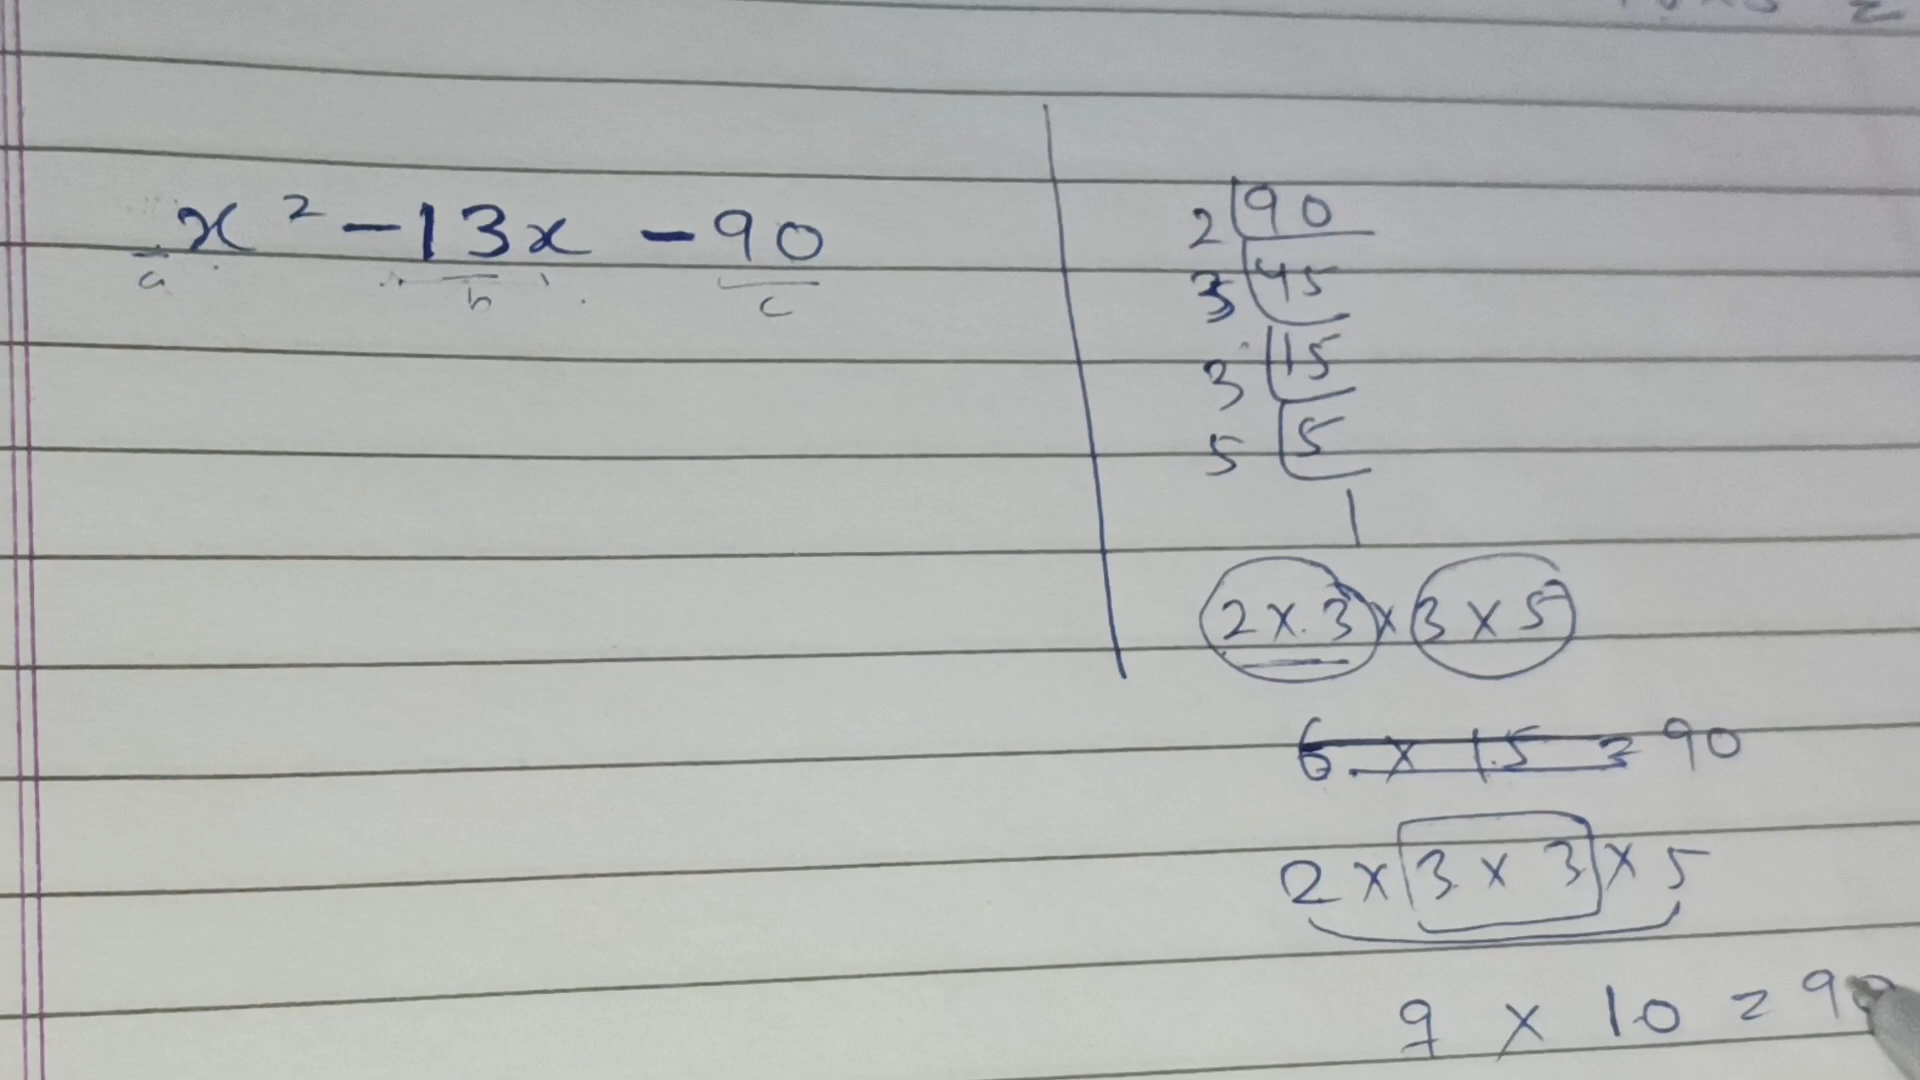 x² - 13x - 90
a b c
2 | 90
3 | 45
3 | 15
5 | 5
1
2 × 3 × 3 × 5
6 × 15 = 90
2 × 3 × 3 × 5
9 × 10 = 90